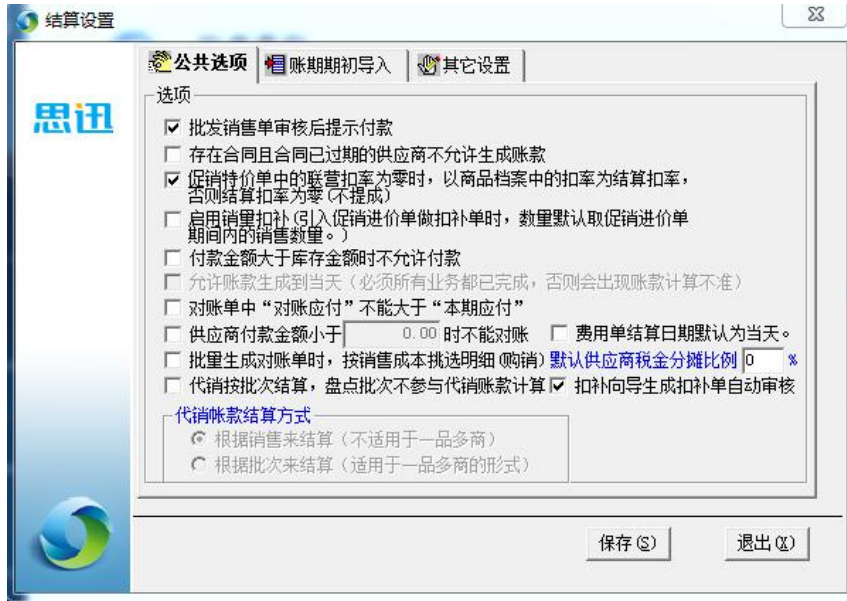 结算设置
公共选项 账期期初导入 其它设置
思迅
选项
批发销售单审核后提示付款
存在合同且合同已过期的供应商不允许生成账款
促销特价单中的联营扣率为零时，以商品档案中的扣率为结算扣率，
否则结算扣率为零(不提成)
启用销量扣补(引入促销进价单做扣补单时，数量默认取促销进价单
期间内的销售数量。)
付款金额大于库存金额时不允许付款
允许账款生成到当天（必须所有业务都已完成，否则会出现账款计算不准）
对账单中“对账应付”不能大于“本期应付”
供应商付款金额小于 0.00 时不能对账 费用单结算日期默认为当天。
批量生成对账单时，按销售成本挑选明细(购销) 默认供应商税金分摊比例 0 %
代销按批次结算，盘点批次不参与代销账款计算 扣补向导生成扣补单自动审核
代销帐款结算方式
根据销售来结算（不适用于一品多商）
根据批次来结算（适用于一品多商的形式）
保存(S) 退出(X)